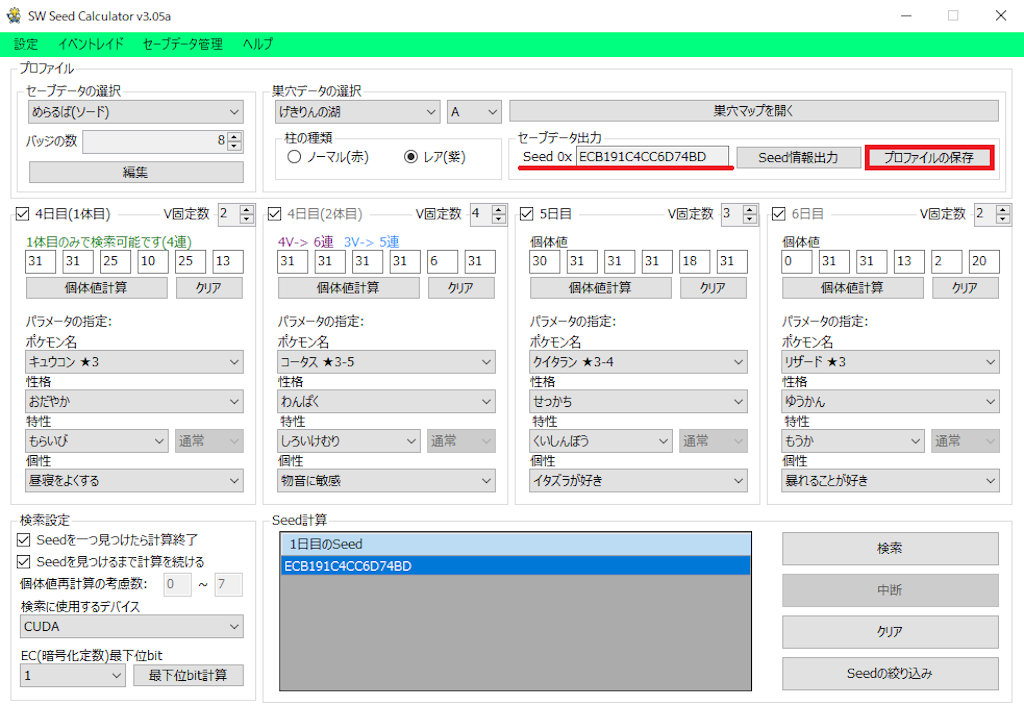 SW Seed Calculator v3.05a
設定 イベントレイド セーブデータ管理 ヘルプ
プロファイル
セーブデータの選択
めらるば(ソード)
バッジの数 8
編集
巣穴データの選択
げきりんの湖 A 巣穴マップを開く
柱の種類
ノーマル(赤) レア(紫)
セーブデータ出力
Seed 0x ECB191C4CC6D74BD Seed情報出力 プロファイルの保存
4日目(1体目) V固定数 2
1体目のみで検索可能です(4連)
31 31 25 10 25 13
個体値計算 クリア
パラメータの指定:
ポケモン名
キュウコン ★3
性格
おだやか
特性
もらいび 通常
個性
昼寝をよくする
4日目(2体目) V固定数 4
4V-> 6連 3V-> 5連
31 31 31 31 6 31
個体値計算 クリア
パラメータの指定:
ポケモン名
コータス ★3-5
性格
わんぱく
特性
しろいけむり 通常
個性
物音に敏感
5日目 V固定数 3
個体値
30 31 31 31 18 31
個体値計算 クリア
パラメータの指定:
ポケモン名
クイタラン ★3-4
性格
せっかち
特性
くいしんぼう 通常
個性
イタズラが好き
6日目 V固定数 2
個体値
0 31 31 13 2 20
個体値計算 クリア
パラメータの指定:
ポケモン名
リザード ★3
性格
ゆうかん
特性
もうか 通常
個性
暴れることが好き
検索設定
Seedを一つ見つけたら計算終了
Seedを見つけるまで計算を続ける
個体値再計算の考慮数: 0 ~ 7
検索に使用するデバイス
CUDA
EC(暗号化定数)最下位bit
1 最下位bit計算
Seed計算
1日目のSeed
ECB191C4CC6D74BD
検索
中断
クリア
Seedの絞り込み